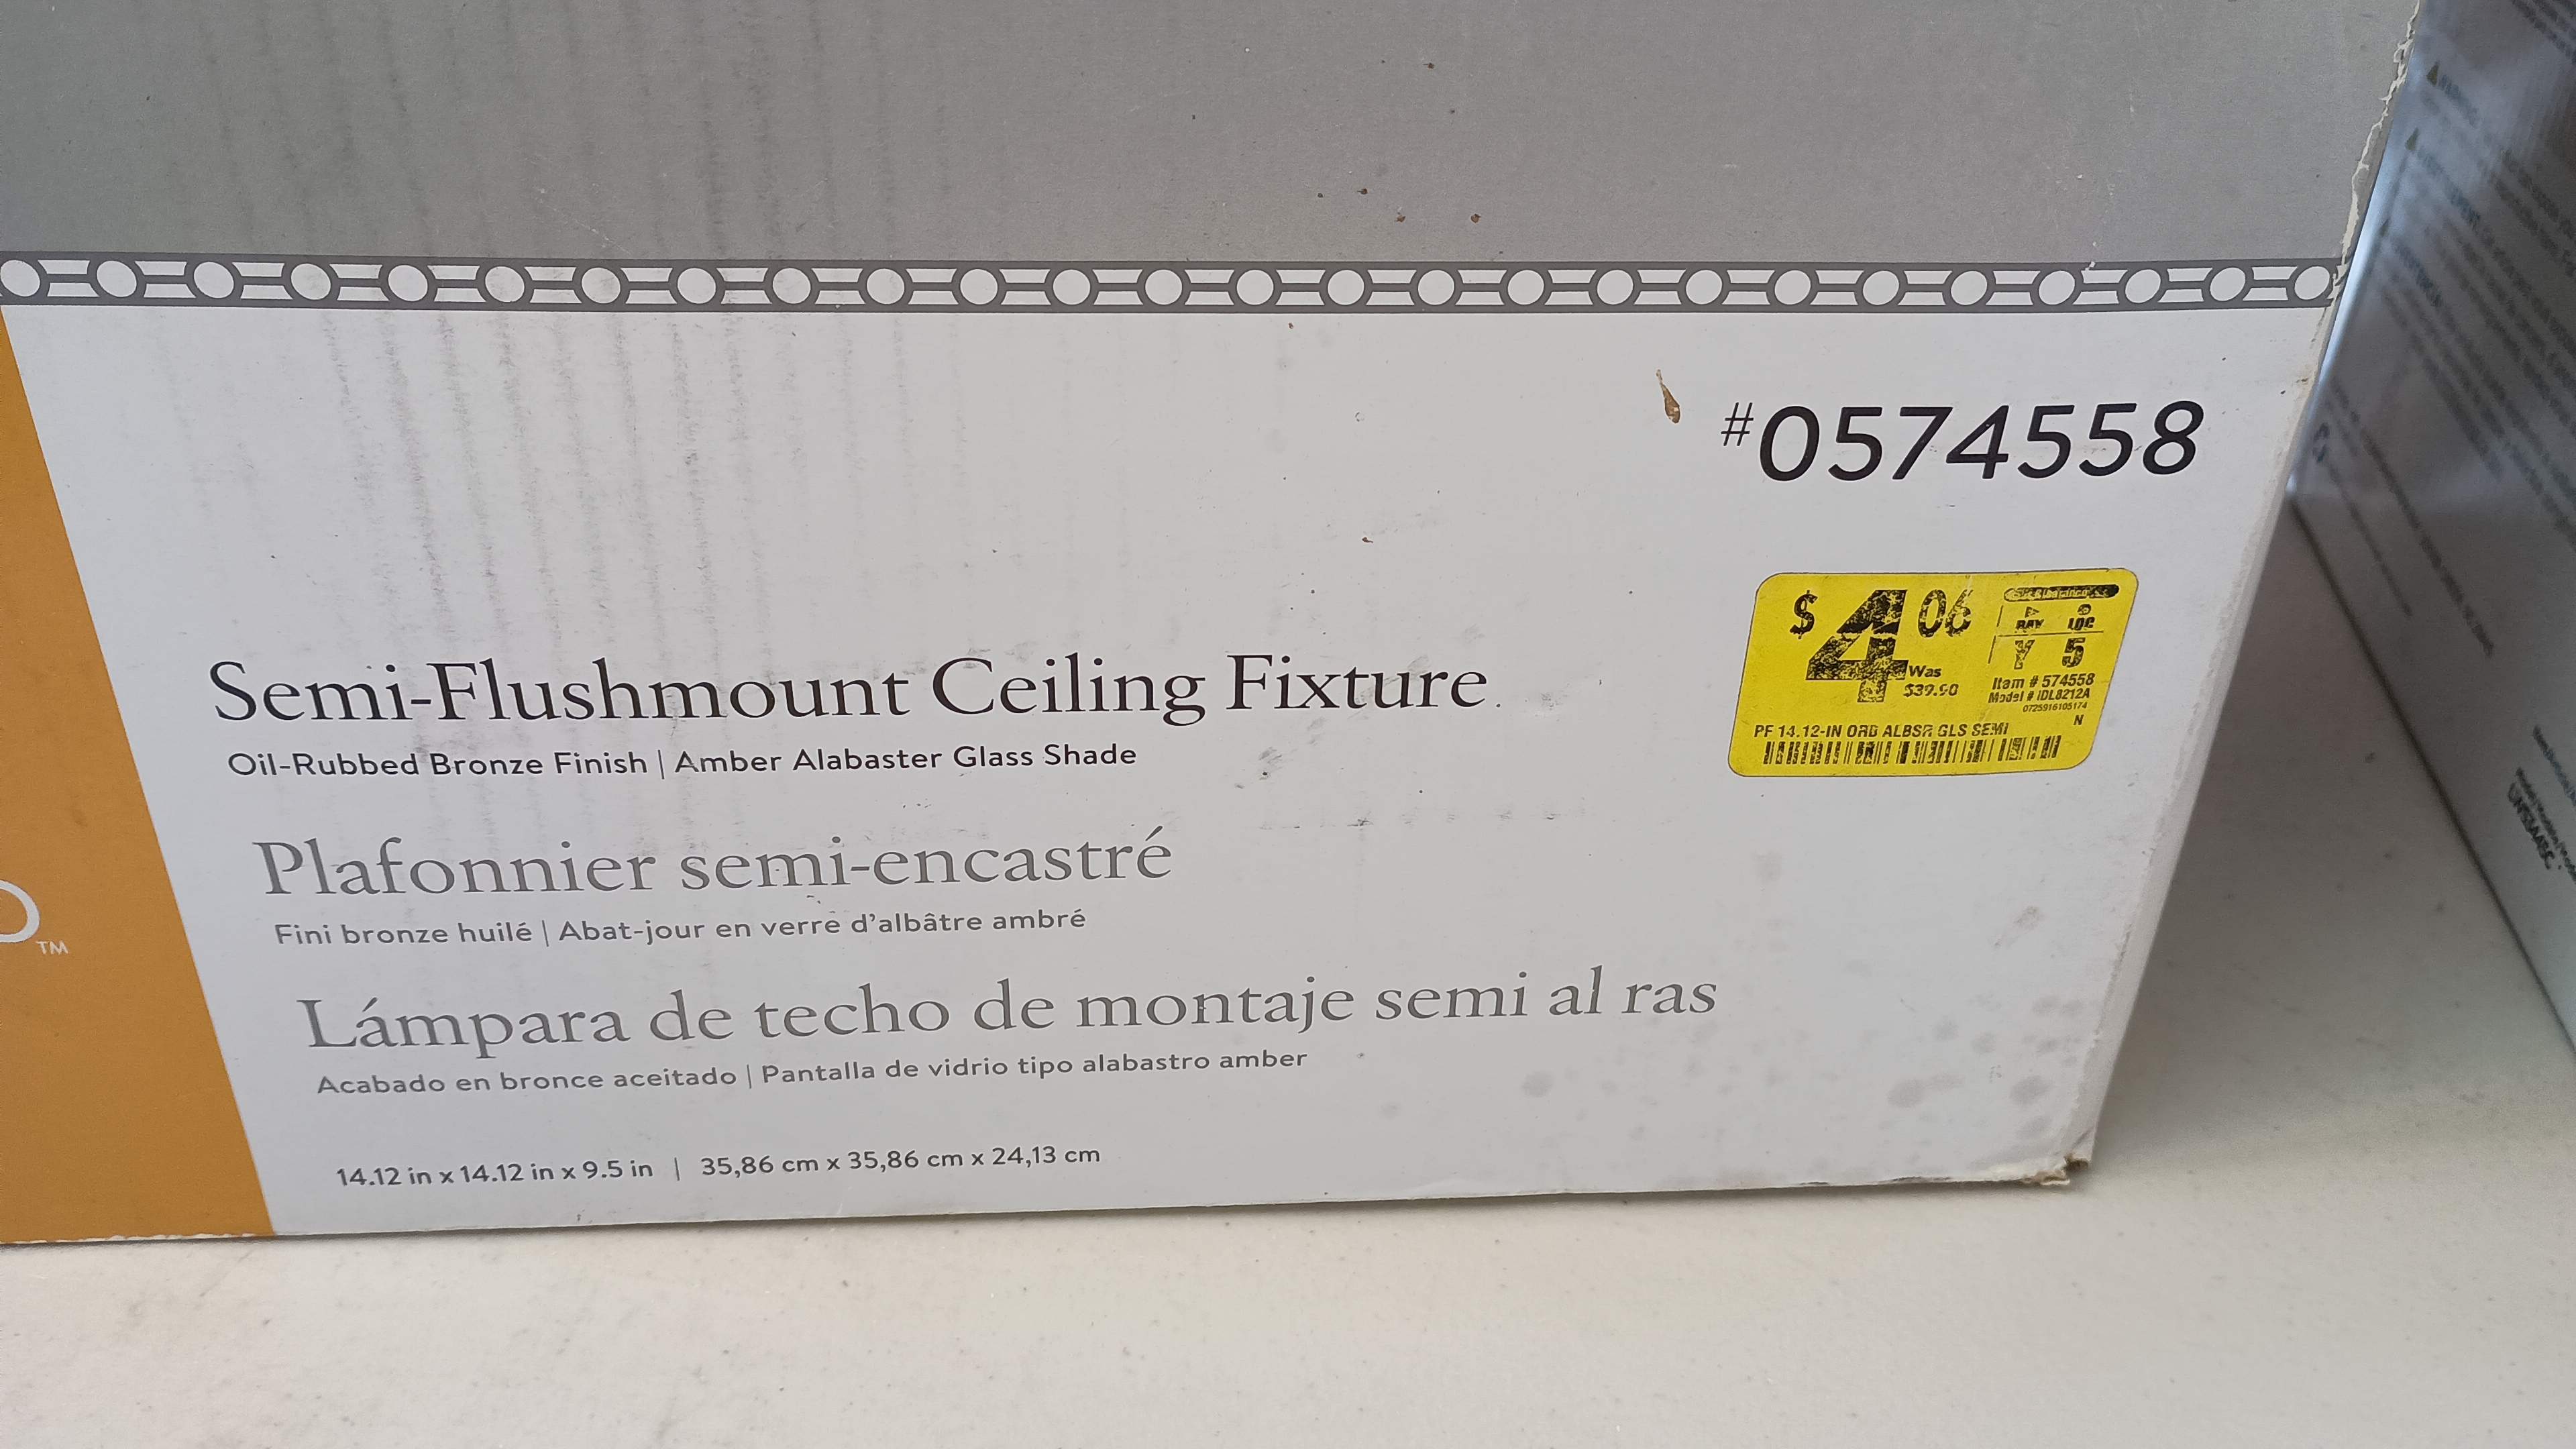 #0574558
$ 4 06
Was
$39.90
LOC
5
Item # 574558
Model # IDL8212A
0725916105174
N
PF 14.12-IN ORB ALBSR GLS SEMI
Semi-Flushmount Ceiling Fixture
Oil-Rubbed Bronze Finish | Amber Alabaster Glass Shade
Plafonnier semi-encastré
Fini bronze huilé | Abat-jour en verre d'albâtre ambré
Lámpara de techo de montaje semi al ras
Acabado en bronce aceitado | Pantalla de vidrio tipo alabastro amber
14.12 in x 14.12 in x 9.5 in | 35,86 cm x 35,86 cm x 24,13 cm
TM